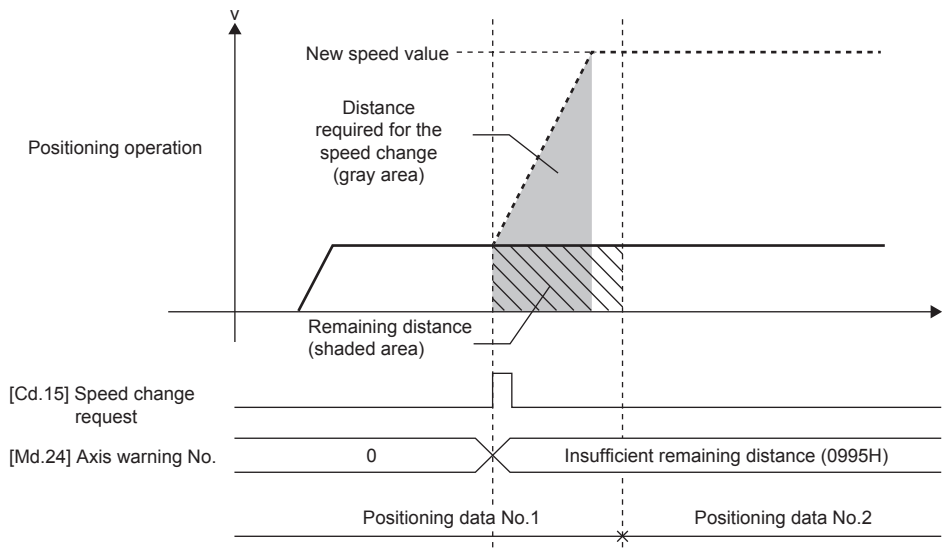 v
New speed value
Distance
required for the
speed change
(gray area)
Positioning operation
Remaining distance
(shaded area)
[Cd.15] Speed change
request
[Md.24] Axis warning No.
0
Insufficient remaining distance (0995H)
Positioning data No.1
Positioning data No.2